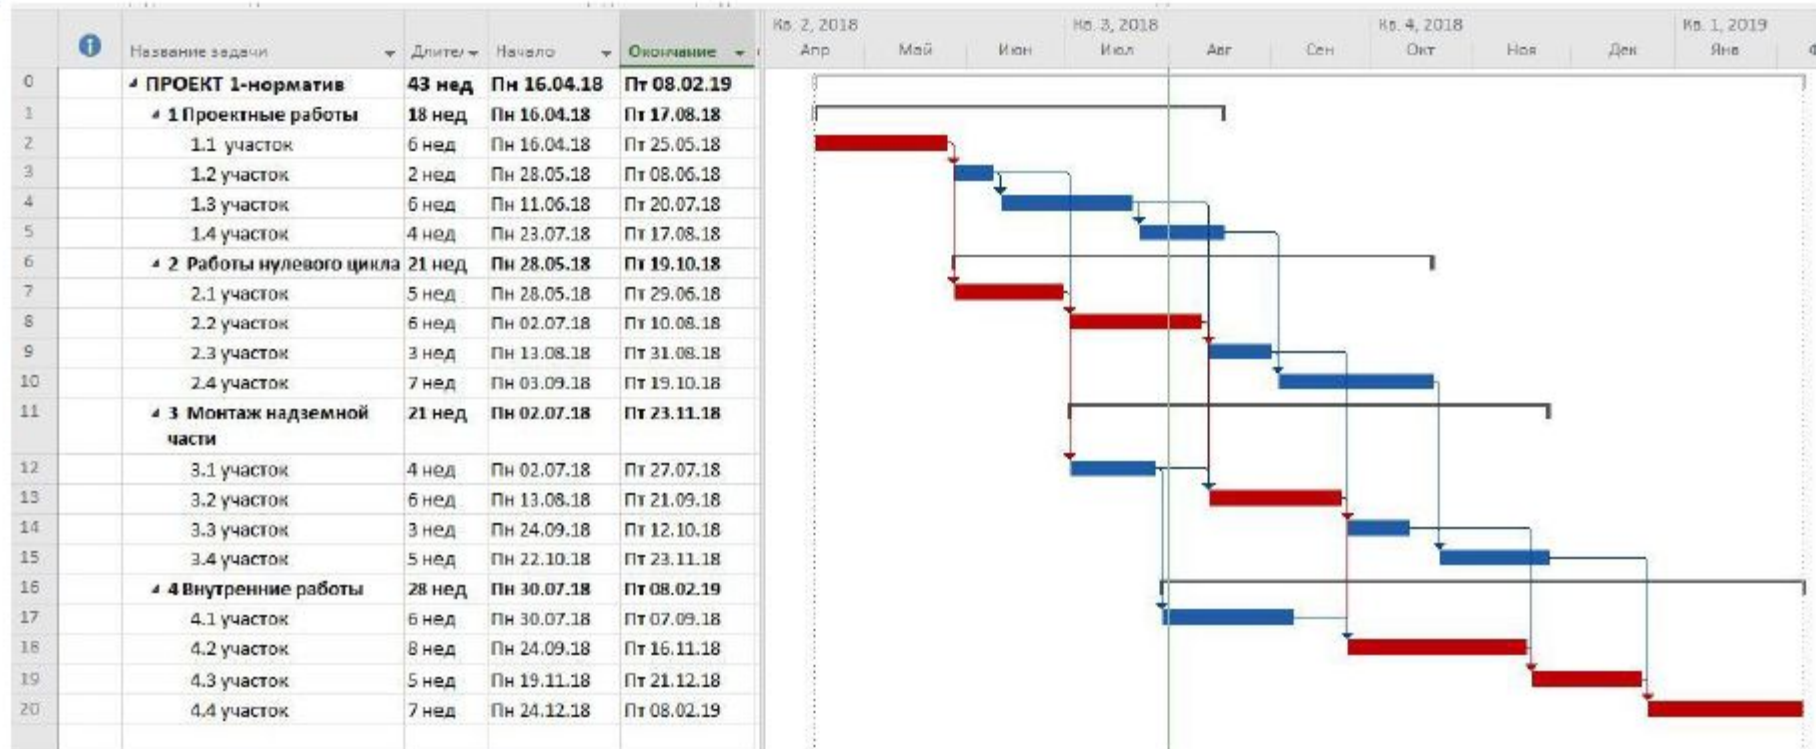 Кв. 2, 2018 Кв. 3, 2018 Кв. 4, 2018 Кв. 1, 2019
Название задачи Начало Окончание Апр Май Июн Июл Авг Сен Окт Ноя Дек Янв
0 ПРОЕКТ 1-норматив 43 нед Пн 16.04.18 Пт 08.02.19
1 1 Проектные работы 18 нед Пн 16.04.18 Пт 17.08.18
2 1.1 участок 6 нед Пн 16.04.18 Пт 25.05.18
3 1.2 участок 2 нед Пн 28.05.18 Пт 08.06.18
4 1.3 участок 6 нед Пн 11.06.18 Пт 20.07.18
5 1.4 участок 4 нед Пн 23.07.18 Пт 17.08.18
6 2 Работы нулевого цикла 21 нед Пн 28.05.18 Пт 19.10.18
7 2.1 участок 5 нед Пн 28.05.18 Пт 29.06.18
8 2.2 участок 6 нед Пн 02.07.18 Пт 10.08.18
9 2.3 участок 3 нед Пн 13.08.18 Пт 31.08.18
10 2.4 участок 7 нед Пн 03.09.18 Пт 19.10.18
11 3 Монтаж надземной 21 нед Пн 02.07.18 Пт 23.11.18
части
12 3.1 участок 4 нед Пн 02.07.18 Пт 27.07.18
13 3.2 участок 6 нед Пн 13.08.18 Пт 21.09.18
14 3.3 участок 3 нед Пн 24.09.18 Пт 12.10.18
15 3.4 участок 5 нед Пн 22.10.18 Пт 23.11.18
16 4 Внутренние работы 28 нед Пн 30.07.18 Пт 08.02.19
17 4.1 участок 6 нед Пн 30.07.18 Пт 07.09.18
18 4.2 участок 8 нед Пн 24.09.18 Пт 16.11.18
19 4.3 участок 5 нед Пн 19.11.18 Пт 21.12.18
20 4.4 участок 7 нед Пн 24.12.18 Пт 08.02.19